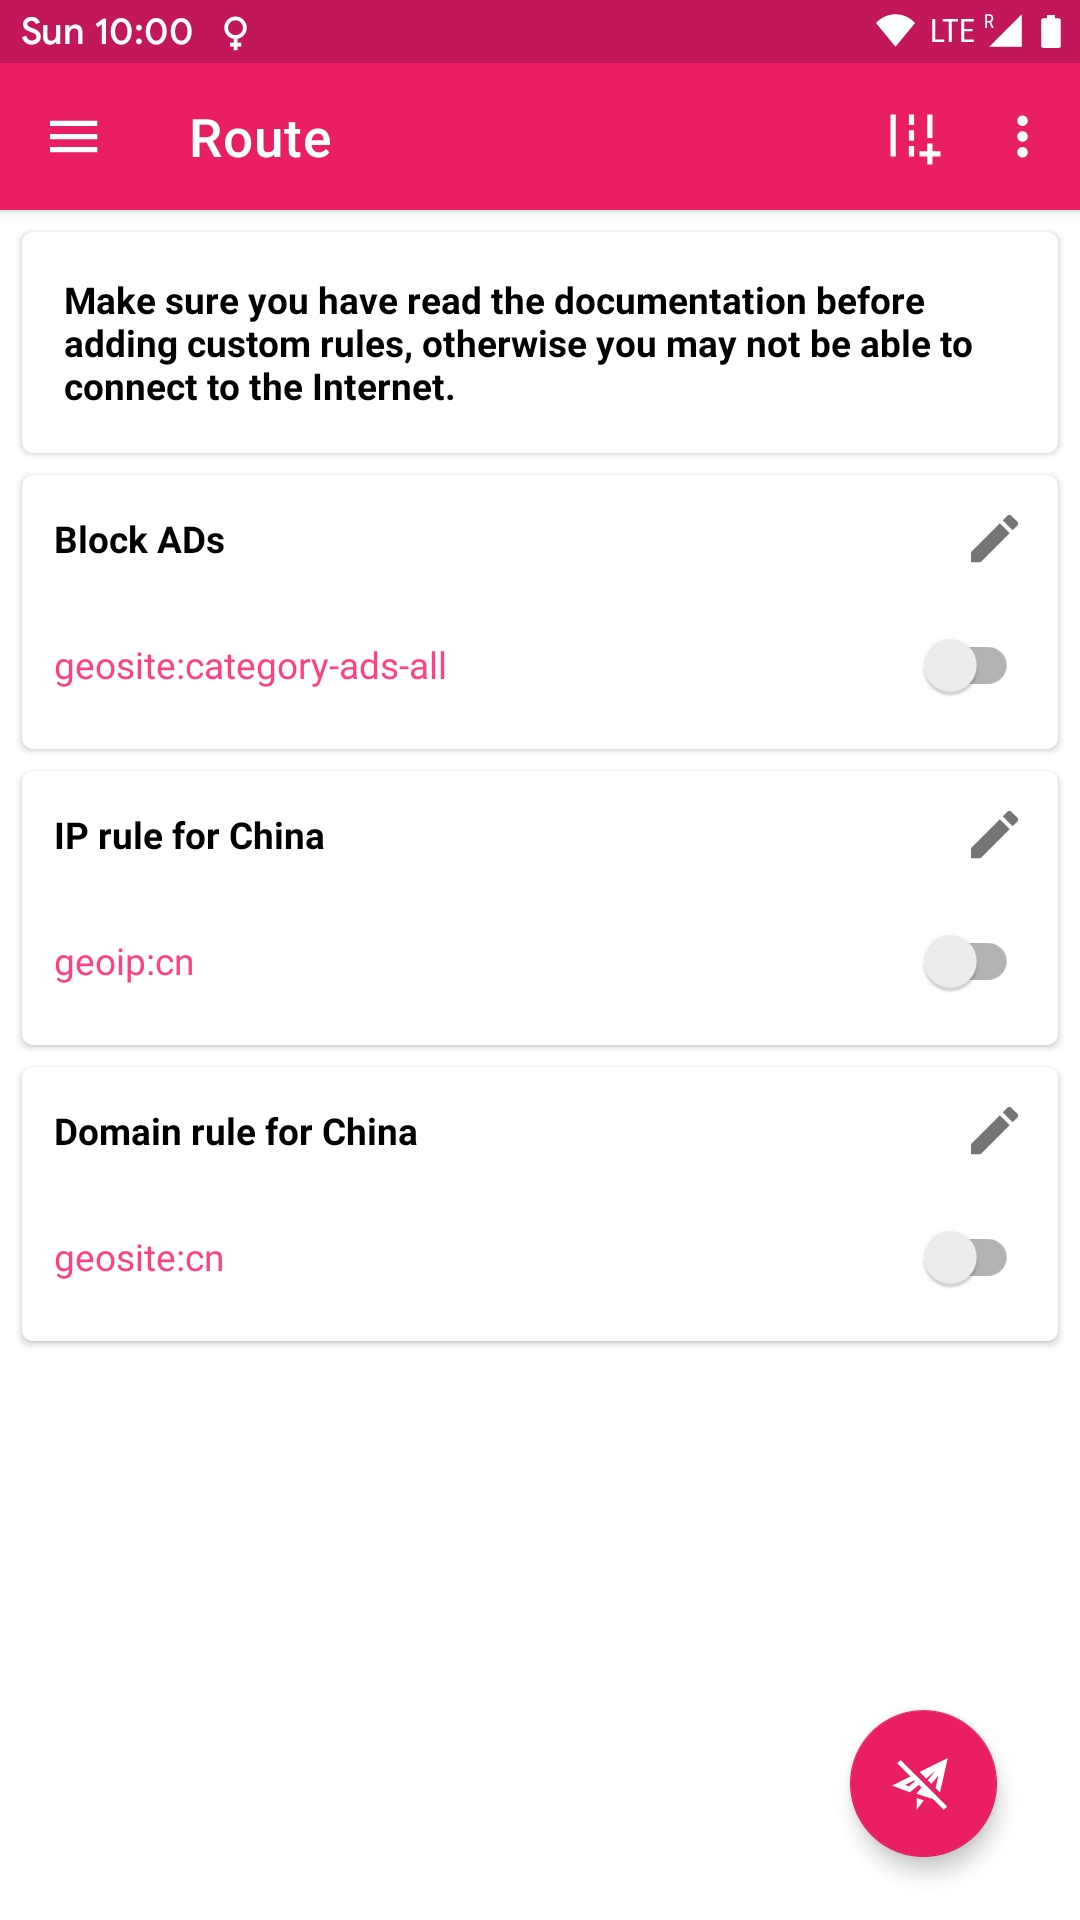 Sun 10:00
LTE R
Route
Make sure you have read the documentation before
adding custom rules, otherwise you may not be able to
connect to the Internet.
Block ADs
geosite:category-ads-all
IP rule for China
geoip:cn
Domain rule for China
geosite:cn